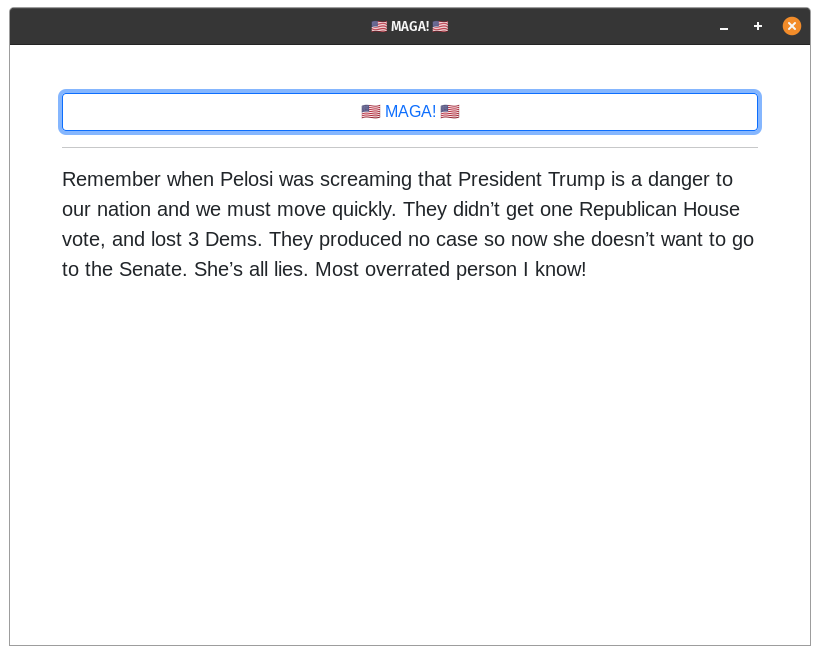 🇺🇸 MAGA! 🇺🇸
🇺🇸 MAGA! 🇺🇸
Remember when Pelosi was screaming that President Trump is a danger to
our nation and we must move quickly. They didn’t get one Republican House
vote, and lost 3 Dems. They produced no case so now she doesn’t want to go
to the Senate. She’s all lies. Most overrated person I know!